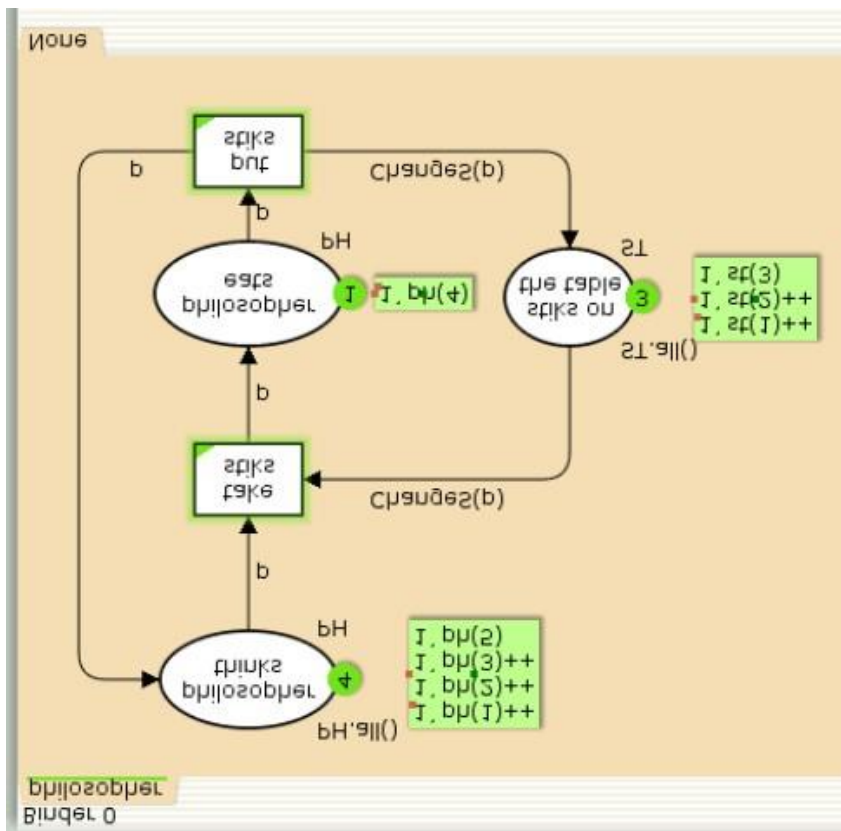 Binder 0
philosopher
PH.all()
philosopher
thinks
4
1`ph(1)++
1`ph(2)++
1`ph(3)++
1`ph(5)
PH
p
take
stiks
ChangeS(p)
p
ST.all()
stiks on
the table
3
1`st(1)++
1`st(2)++
1`st(3)
ST
philosopher
eats
1
1`ph(4)
PH
p
put
stiks
p
ChangeS(p)
None